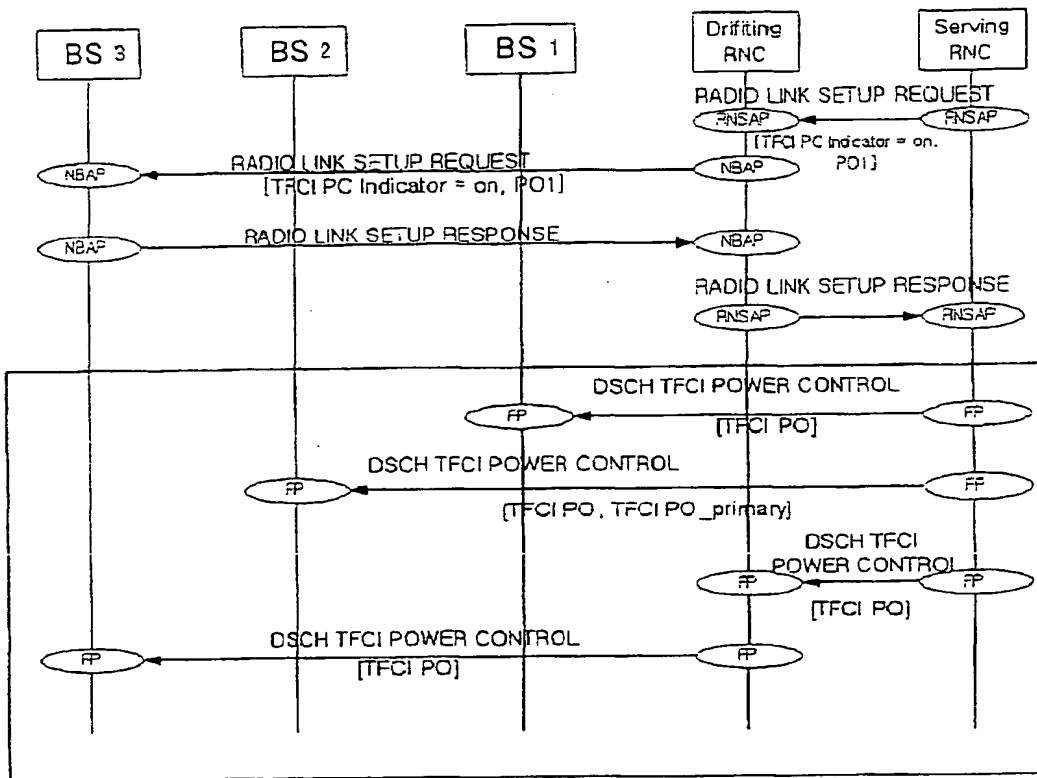 BS 3
BS 2
BS 1
Drifiting
RNC
Serving
RNC
RADIO LINK SETUP REQUEST
RNSAP
RNSAP
[TFCI PC Indicator = on,
PO1]
RADIO LINK SETUP REQUEST
NBAP
NBAP
[TFCI PC Indicator = on, PO1]
RADIO LINK SETUP RESPONSE
NBAP
NBAP
RADIO LINK SETUP RESPONSE
RNSAP
RNSAP
DSCH TFCI POWER CONTROL
FP
FP
[TFCI PO]
DSCH TFCI POWER CONTROL
FP
FP
[TFCI PO, TFCI PO_primary]
DSCH TFCI
POWER CONTROL
FP
FP
[TFCI PO]
DSCH TFCI POWER CONTROL
FP
FP
[TFCI PO]